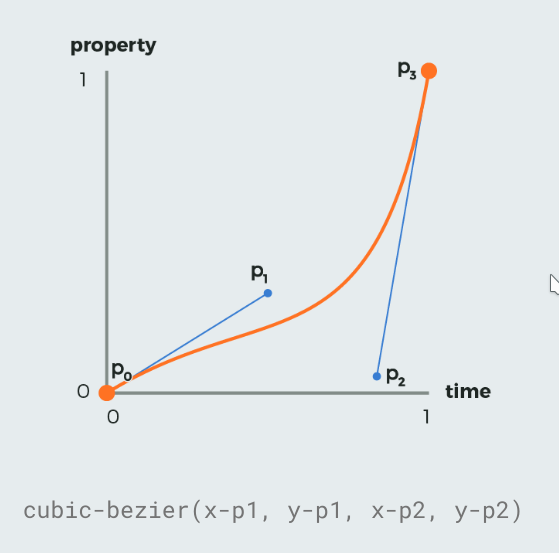 property
1
p3
p1
p0
p2
0
time
0
1
cubic-bezier(x-p1, y-p1, x-p2, y-p2)